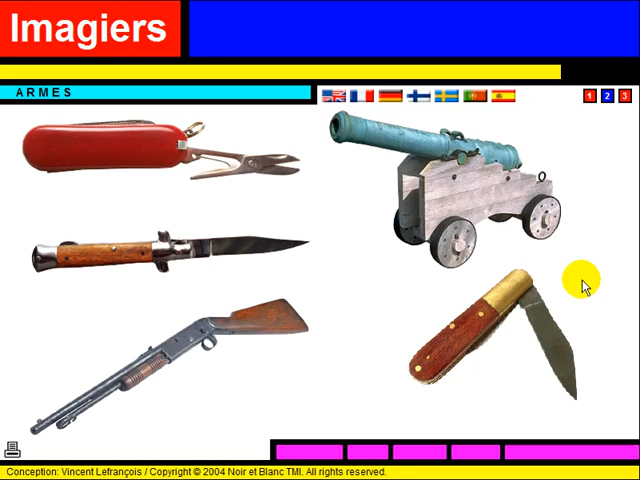 Imagiers
ARMES
1 2 3
Conception: Vincent Lefrançois / Copyright © 2004 Noir et Blanc TMI. All rights reserved.